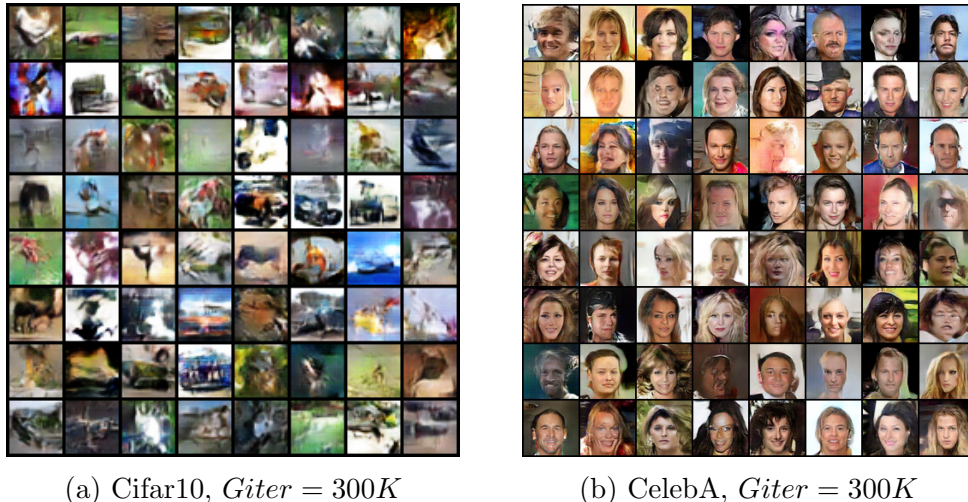 (a) Cifar10, Giter = 300K
(b) CelebA, Giter = 300K